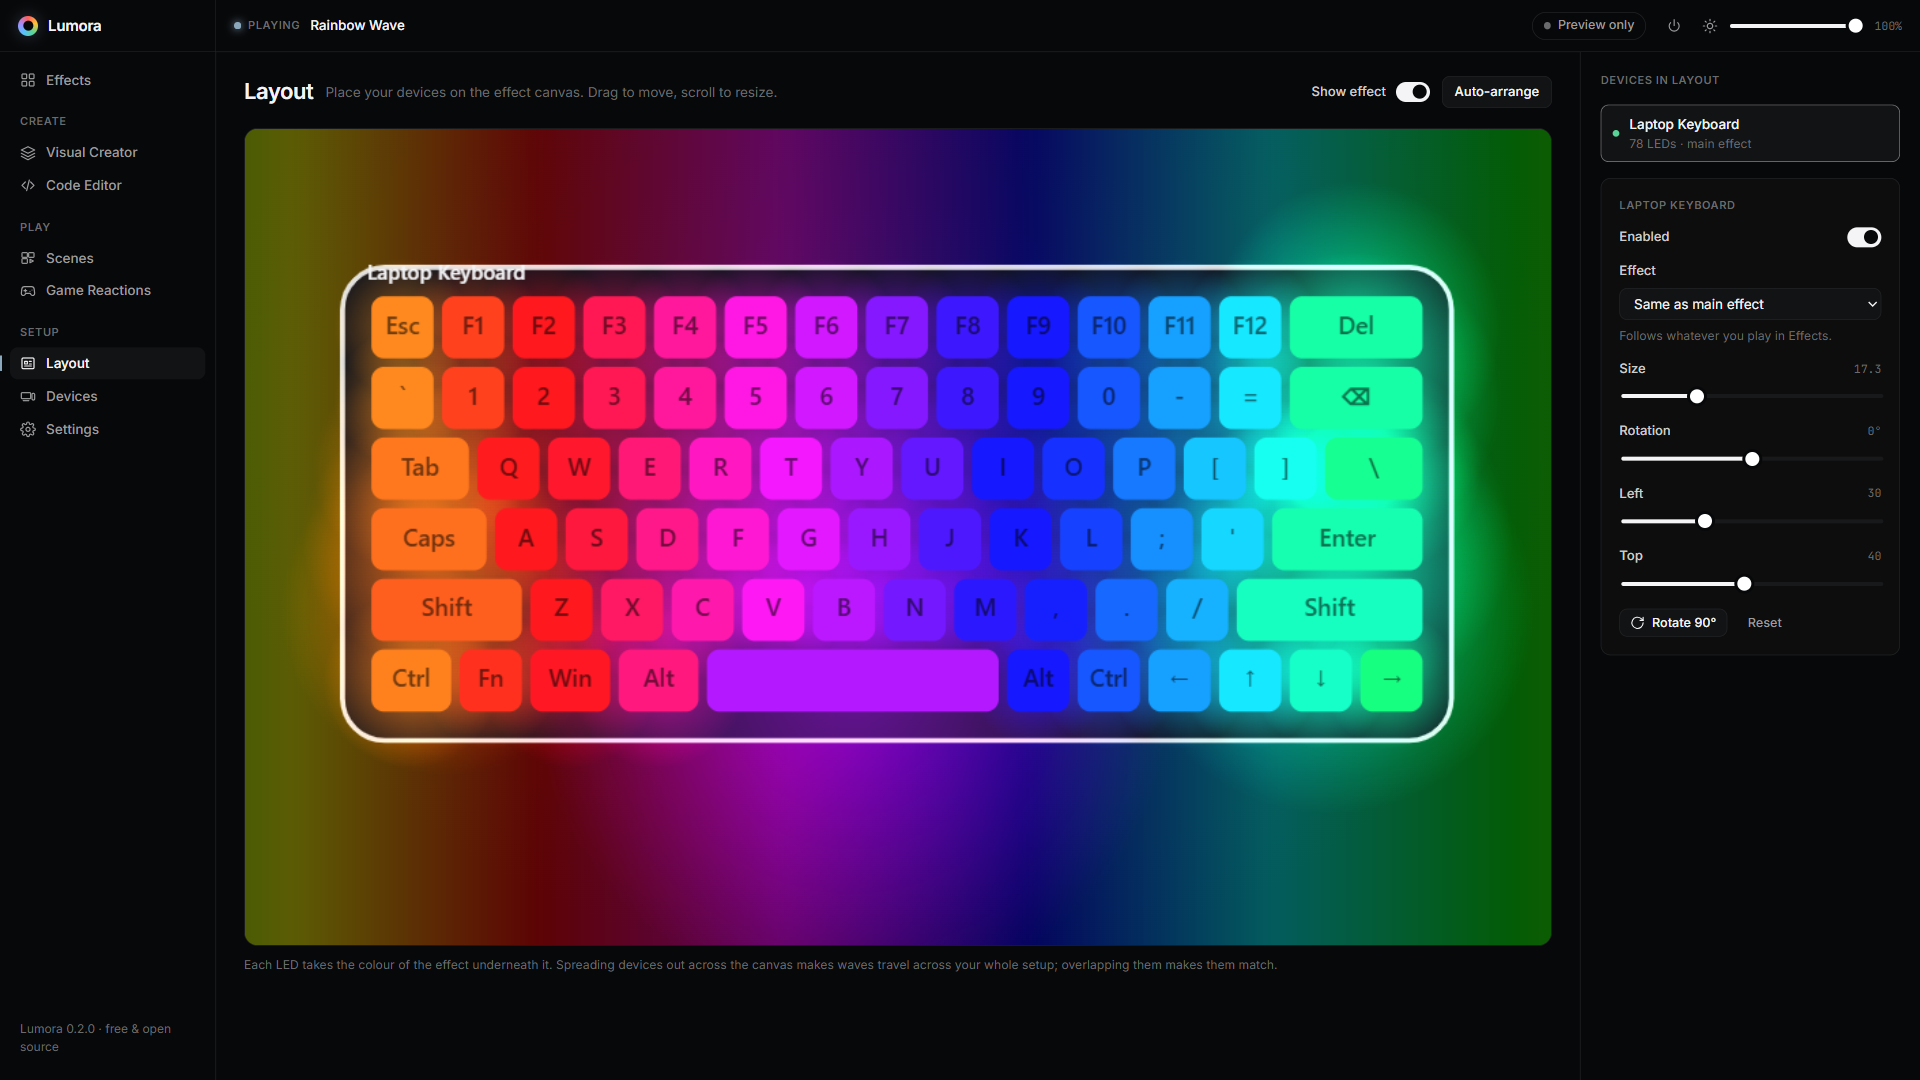 Lumora
PLAYING Rainbow Wave
Preview only
100%
Effects
CREATE
Visual Creator
Code Editor
PLAY
Scenes
Game Reactions
SETUP
Layout
Devices
Settings
Lumora 0.2.0 · free & open
source
Layout Place your devices on the effect canvas. Drag to move, scroll to resize.
Show effect
Auto-arrange
Laptop Keyboard
Esc F1 F2 F3 F4 F5 F6 F7 F8 F9 F10 F11 F12 Del
` 1 2 3 4 5 6 7 8 9 0 - = ⌫
Tab Q W E R T Y U I O P [ ] \
Caps A S D F G H J K L ; ' Enter
Shift Z X C V B N M , . / Shift
Ctrl Fn Win Alt Alt Ctrl ← ↑ ↓ →
Each LED takes the colour of the effect underneath it. Spreading devices out across the canvas makes waves travel across your whole setup; overlapping them makes them match.
DEVICES IN LAYOUT
Laptop Keyboard
78 LEDs · main effect
LAPTOP KEYBOARD
Enabled
Effect
Same as main effect
Follows whatever you play in Effects.
Size 17.3
Rotation 0°
Left 30
Top 40
Rotate 90°
Reset